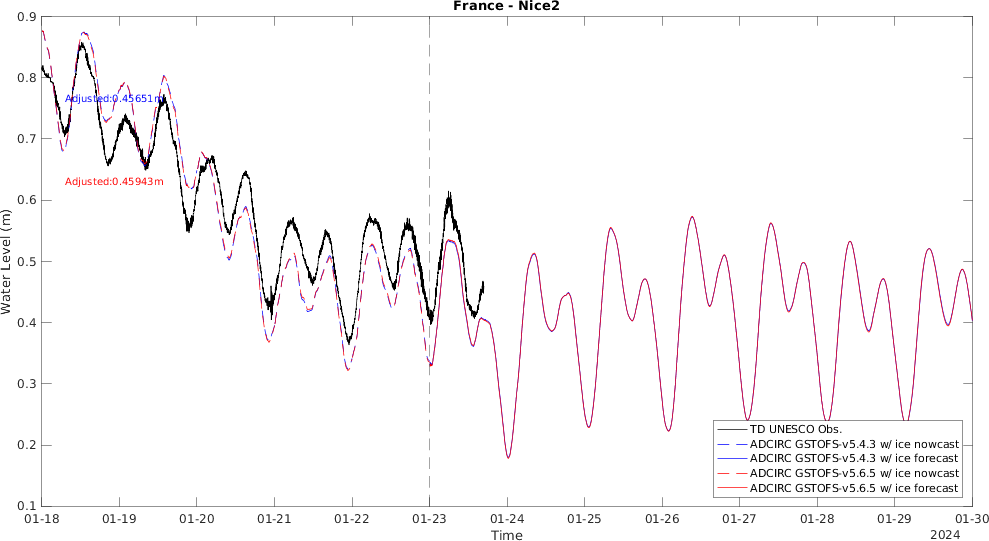 France - Nice2
0.9
0.8
0.7
0.6
0.5
0.4
0.3
0.2
0.1
Water Level (m)
Adjusted:0.45651m
Adjusted:0.45943m
TD UNESCO Obs.
ADCIRC GSTOFS-v5.4.3 w/ ice nowcast
ADCIRC GSTOFS-v5.4.3 w/ ice forecast
ADCIRC GSTOFS-v5.6.5 w/ ice nowcast
ADCIRC GSTOFS-v5.6.5 w/ ice forecast
01-18 01-19 01-20 01-21 01-22 01-23 01-24 01-25 01-26 01-27 01-28 01-29 01-30
Time
2024